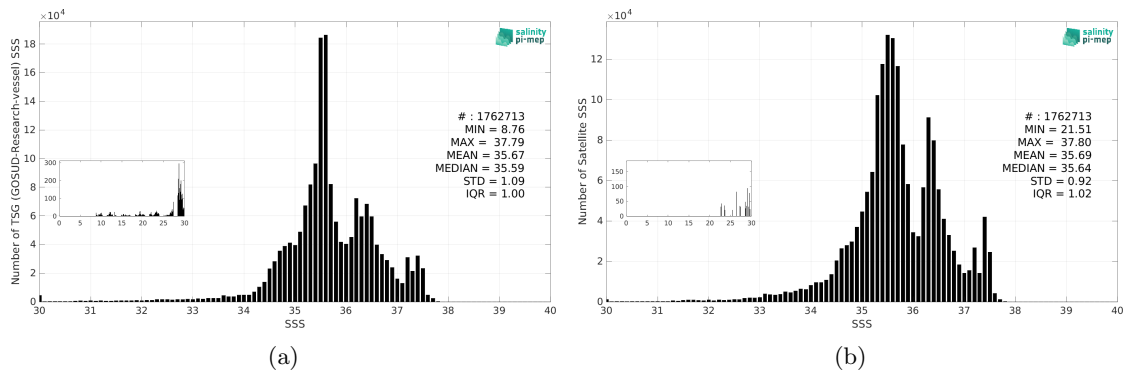 ×10⁴
18
16
14
12
10
8
6
4
2
0
Number of TSG (GOSUD-Research-vessel) SSS
30 31 32 33 34 35 36 37 38 39 40
SSS
salinity
pi-mep
# : 1762713
MIN = 8.76
MAX = 37.79
MEAN = 35.67
MEDIAN = 35.59
STD = 1.09
IQR = 1.00
300
200
100
0
0 5 10 15 20 25 30
(a)
×10⁴
12
10
8
6
4
2
0
Number of Satellite SSS
30 31 32 33 34 35 36 37 38 39 40
SSS
salinity
pi-mep
# : 1762713
MIN = 21.51
MAX = 37.80
MEAN = 35.69
MEDIAN = 35.64
STD = 0.92
IQR = 1.02
150
100
50
0
0 5 10 15 20 25 30
(b)